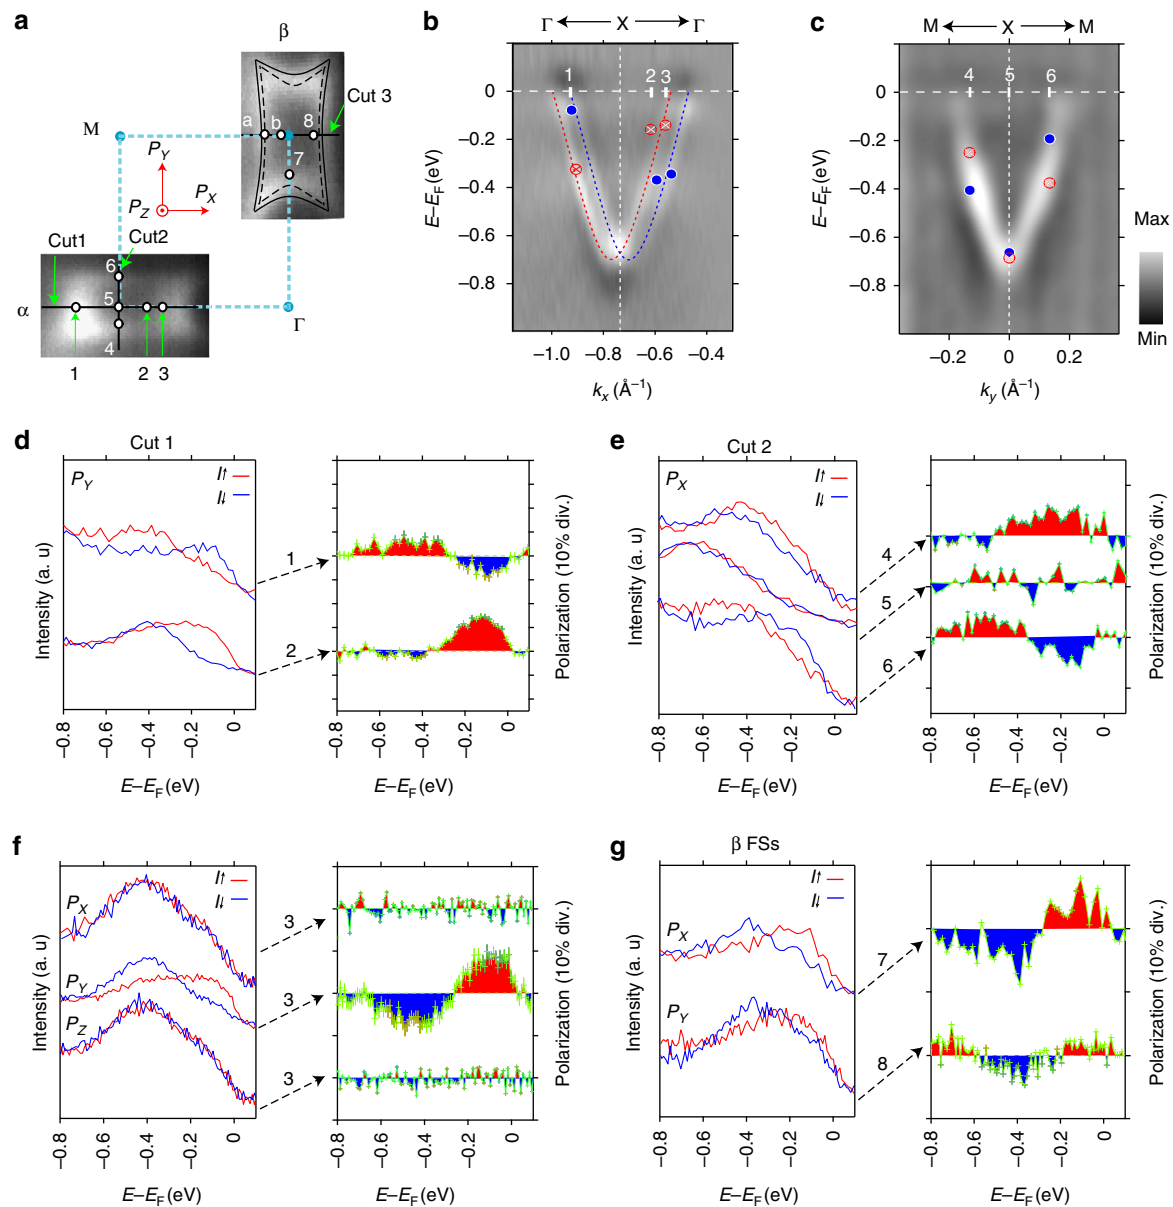 a
β
a
b
8
Cut 3
7
M
P_Y
P_X
P_Z
Cut1
Cut2
6
5
4
α
Γ
1
2
3
b
Γ
X
Γ
1
2
3
0
−0.2
−0.4
−0.6
−0.8
E−E_F (eV)
−1.0
−0.8
−0.6
−0.4
k_x (Å⁻¹)
c
M
X
M
4
5
6
0
−0.2
−0.4
−0.6
−0.8
E−E_F (eV)
−0.2
0
0.2
k_y (Å⁻¹)
Max
Min
d
Cut 1
P_Y
I↑
I↓
Intensity (a. u)
−0.8
−0.6
−0.4
−0.2
0
E−E_F (eV)
1
2
Polarization (10% div.)
−0.8
−0.6
−0.4
−0.2
0
E−E_F (eV)
e
Cut 2
P_X
I↑
I↓
Intensity (a. u)
−0.8
−0.6
−0.4
−0.2
0
E−E_F (eV)
4
5
6
Polarization (10% div.)
−0.8
−0.6
−0.4
−0.2
0
E−E_F (eV)
f
I↑
I↓
P_X
P_Y
P_Z
Intensity (a. u)
−0.8
−0.6
−0.4
−0.2
0
E−E_F (eV)
3
3
3
Polarization (10% div.)
−0.8
−0.6
−0.4
−0.2
0
E−E_F (eV)
g
β FSs
I↑
I↓
P_X
P_Y
Intensity (a. u)
−0.8
−0.6
−0.4
−0.2
0
E−E_F (eV)
7
8
Polarization (10% div.)
−0.8
−0.6
−0.4
−0.2
0
E−E_F (eV)